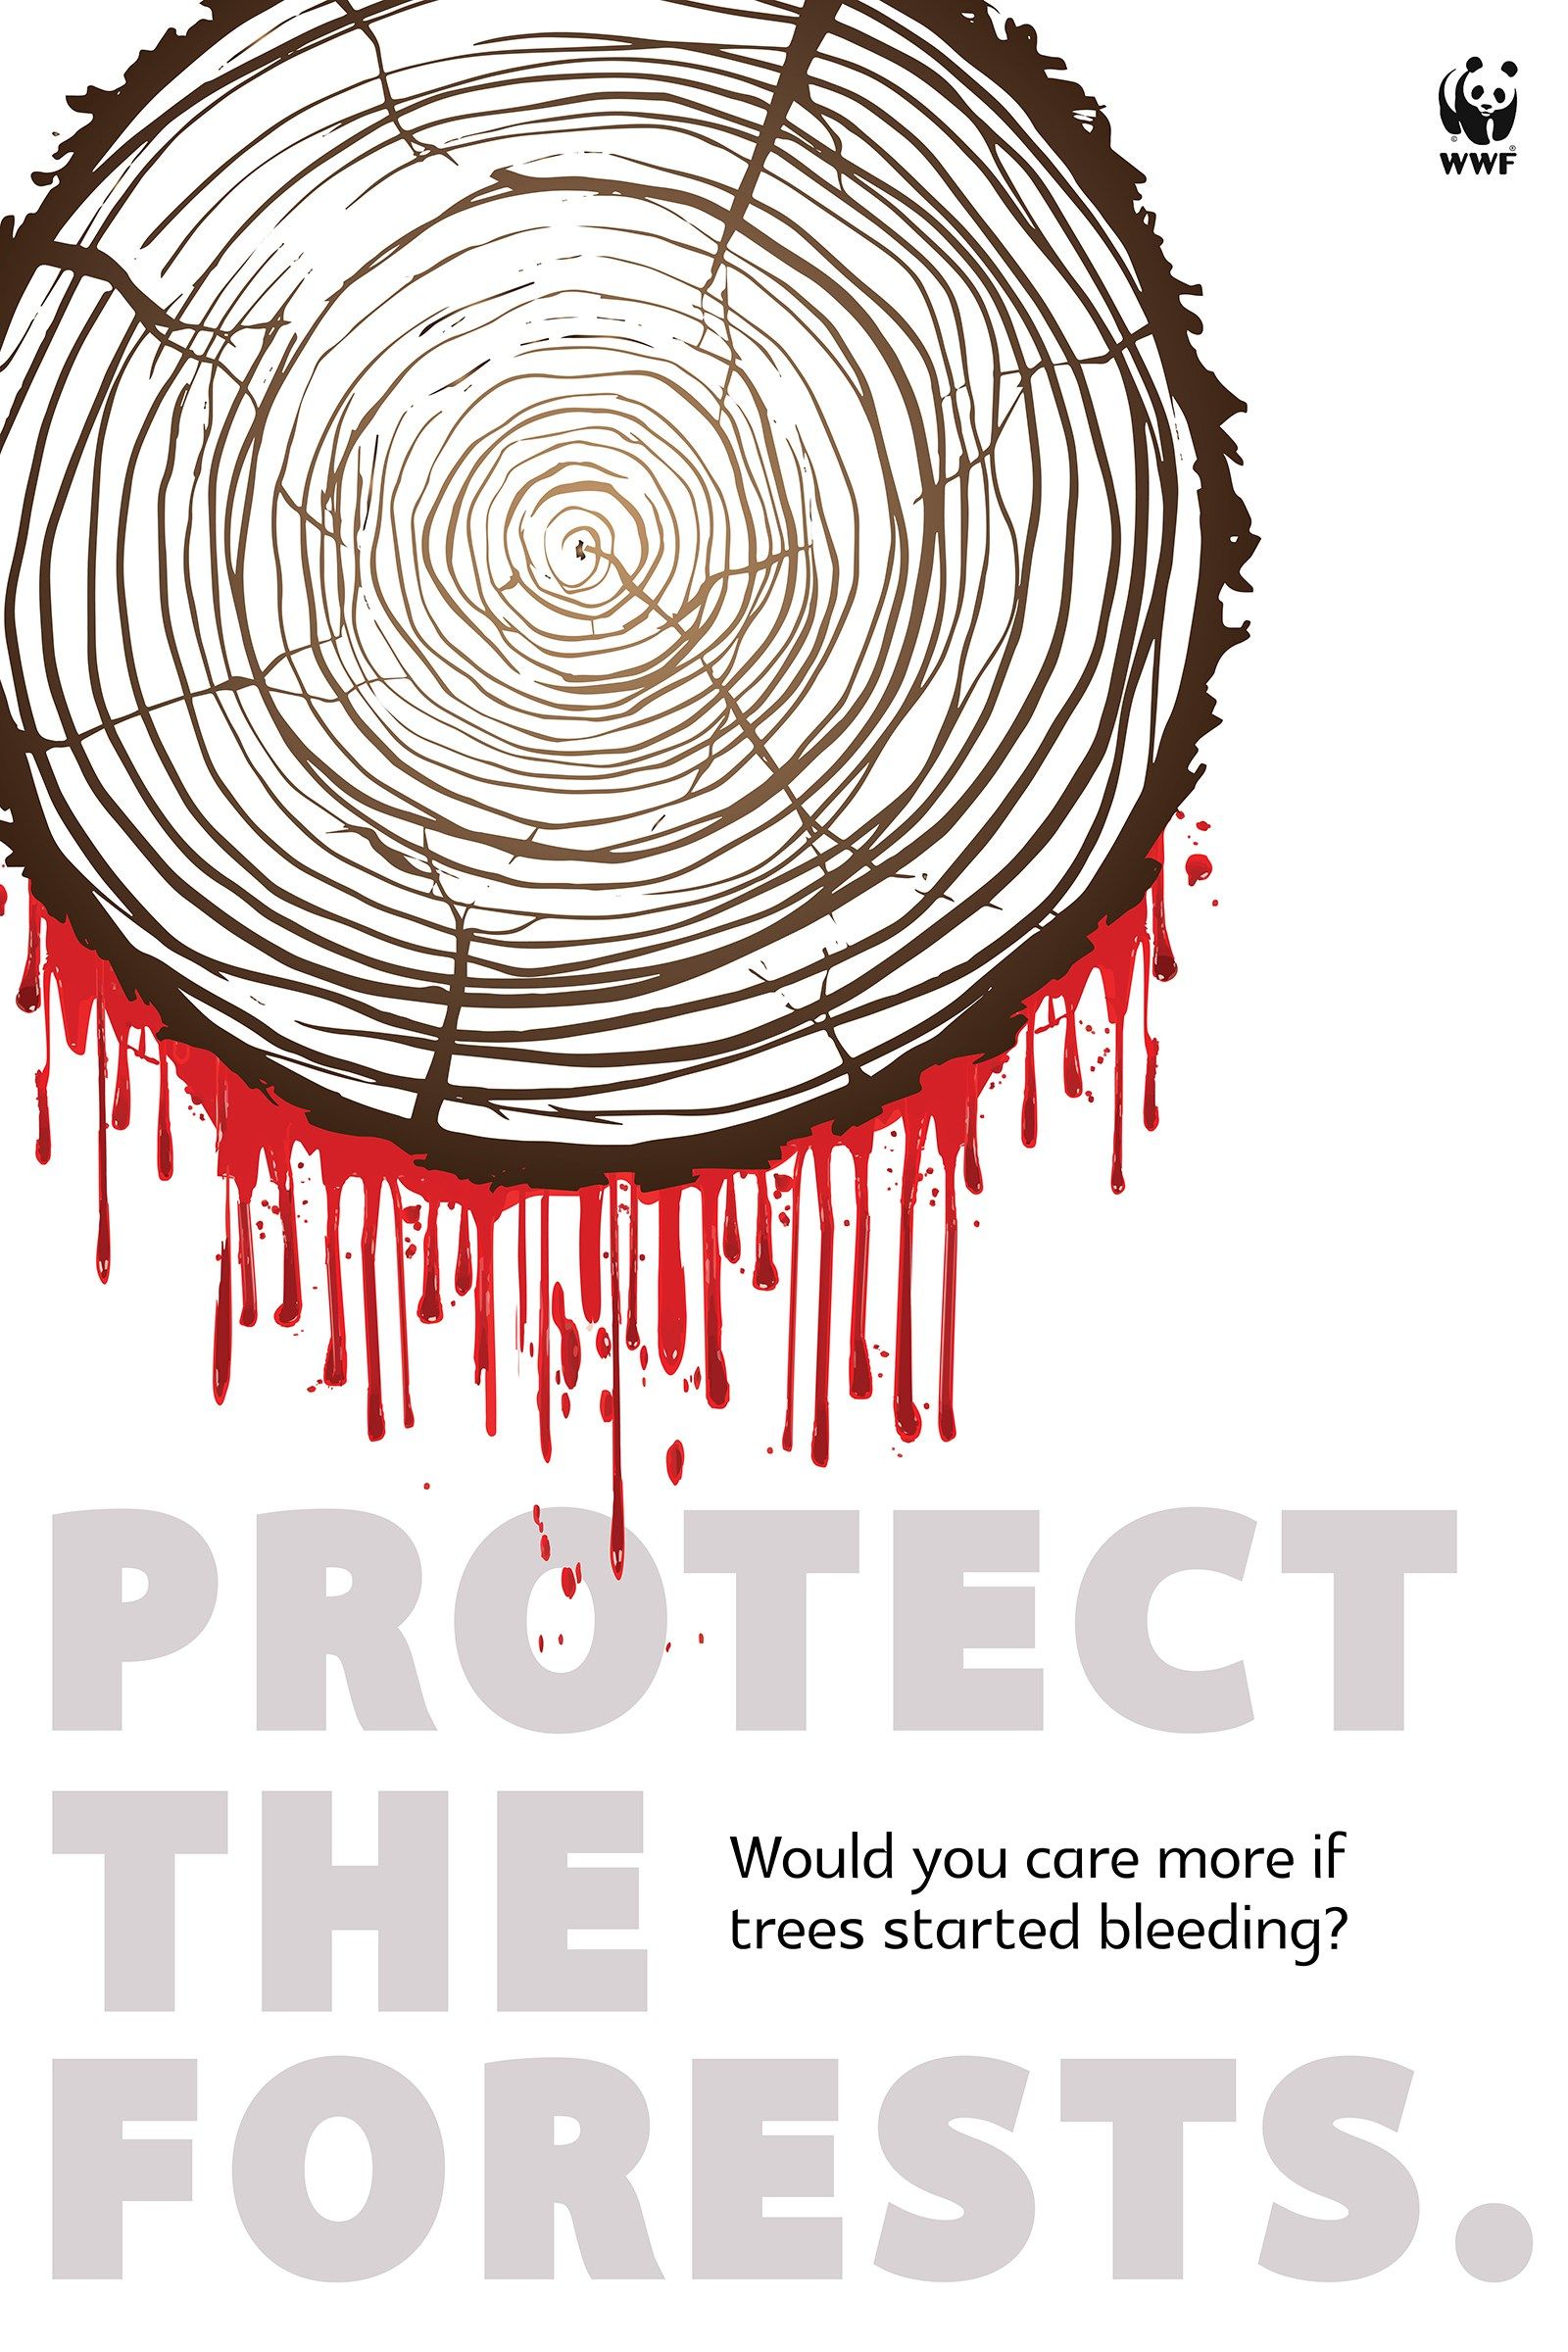 WWF
PROTECT
THE
Would you care more if
trees started bleeding?
FORESTS.